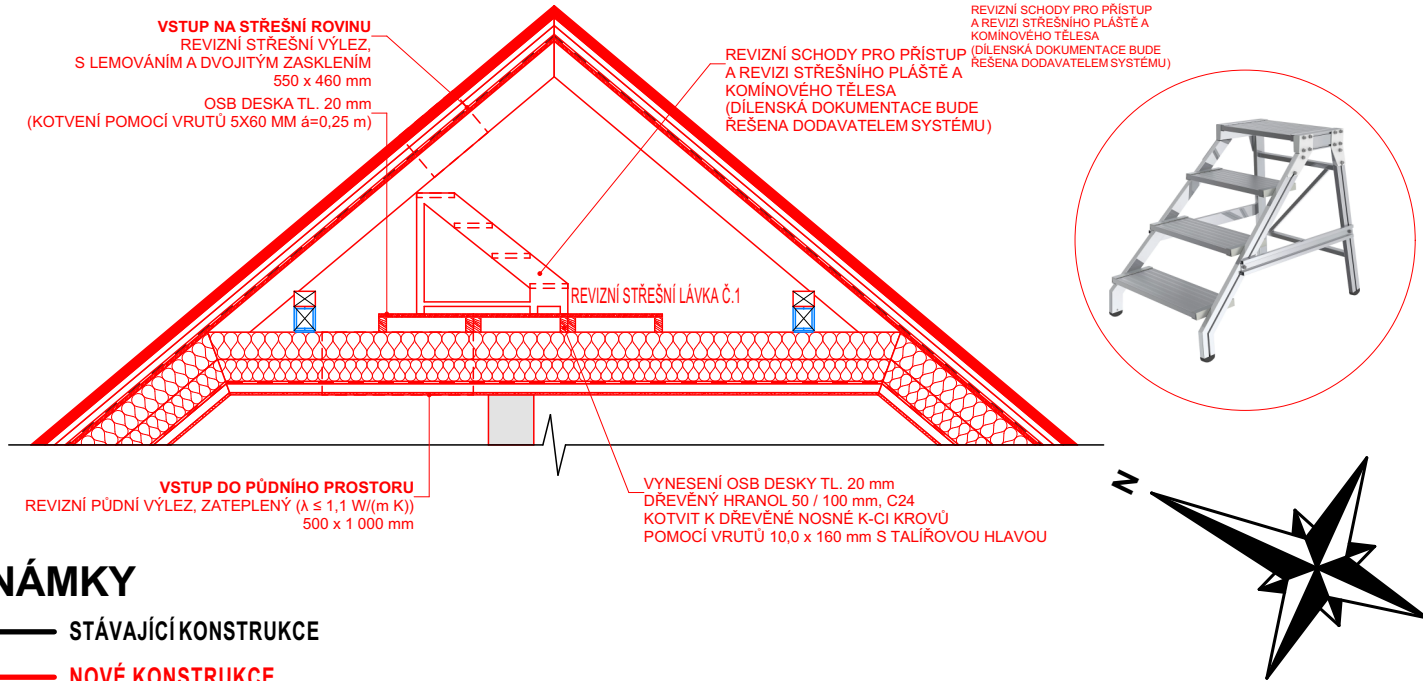 VSTUP NA STŘEŠNÍ ROVINU
REVIZNÍ STŘEŠNÍ VÝLEZ,
S LEMOVÁNÍM A DVOJITÝM ZASKLENÍM
550 x 460 mm
OSB DESKA TL. 20 mm
(KOTVENÍ POMOCÍ VRUTŮ 5X60 MM á=0,25 m)
REVIZNÍ SCHODY PRO PŘÍSTUP
A REVIZI STŘEŠNÍHO PLÁŠTĚ A
KOMÍNOVÉHO TĚLESA
(DÍLENSKÁ DOKUMENTACE BUDE
ŘEŠENA DODAVATELEM SYSTÉMU)
REVIZNÍ SCHODY PRO PŘÍSTUP
A REVIZI STŘEŠNÍHO PLÁŠTĚ A
KOMÍNOVÉHO TĚLESA
(DÍLENSKÁ DOKUMENTACE BUDE
ŘEŠENA DODAVATELEM SYSTÉMU)
REVIZNÍ STŘEŠNÍ LÁVKA Č.1
VSTUP DO PŮDNÍHO PROSTORU
REVIZNÍ PŮDNÍ VÝLEZ, ZATEPLENÝ (λ ≤ 1,1 W/(m K))
500 x 1 000 mm
VYNESENÍ OSB DESKY TL. 20 mm
DŘEVĚNÝ HRANOL 50 / 100 mm, C24
KOTVIT K DŘEVĚNÉ NOSNÉ K-CI KROVŮ
POMOCÍ VRUTŮ 10,0 x 160 mm S TALÍŘOVOU HLAVOU
N
NÁMKY
STÁVAJÍCÍ KONSTRUKCE
NOVÉ KONSTRUKCE